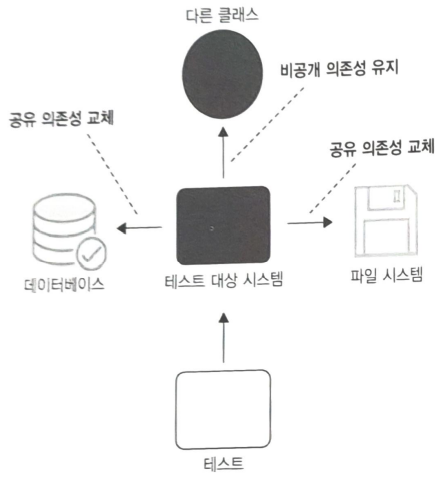 다른 클래스
비공개 의존성 유지
공유 의존성 교체
공유 의존성 교체
데이터베이스
테스트 대상 시스템
파일 시스템
테스트